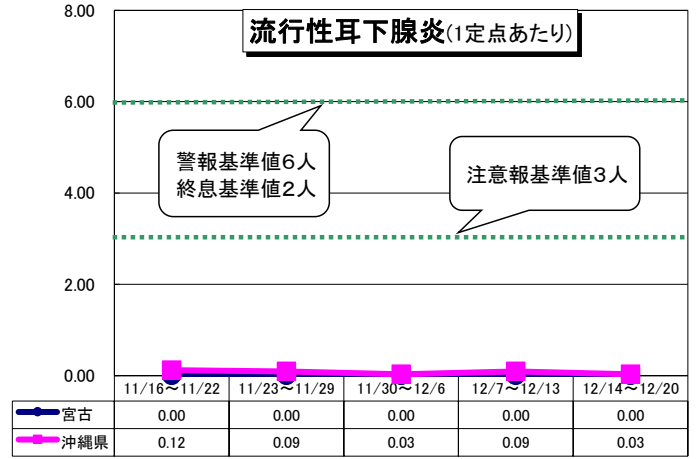 流行性耳下腺炎(1定点あたり)
8.00
6.00
警報基準値6人
終息基準値2人
注意報基準値3人
4.00
2.00
0.00
11/16～11/22 11/23～11/29 11/30～12/6 12/7～12/13 12/14～12/20
宮古 0.00 0.00 0.00 0.00 0.00
沖縄県 0.12 0.09 0.03 0.09 0.03